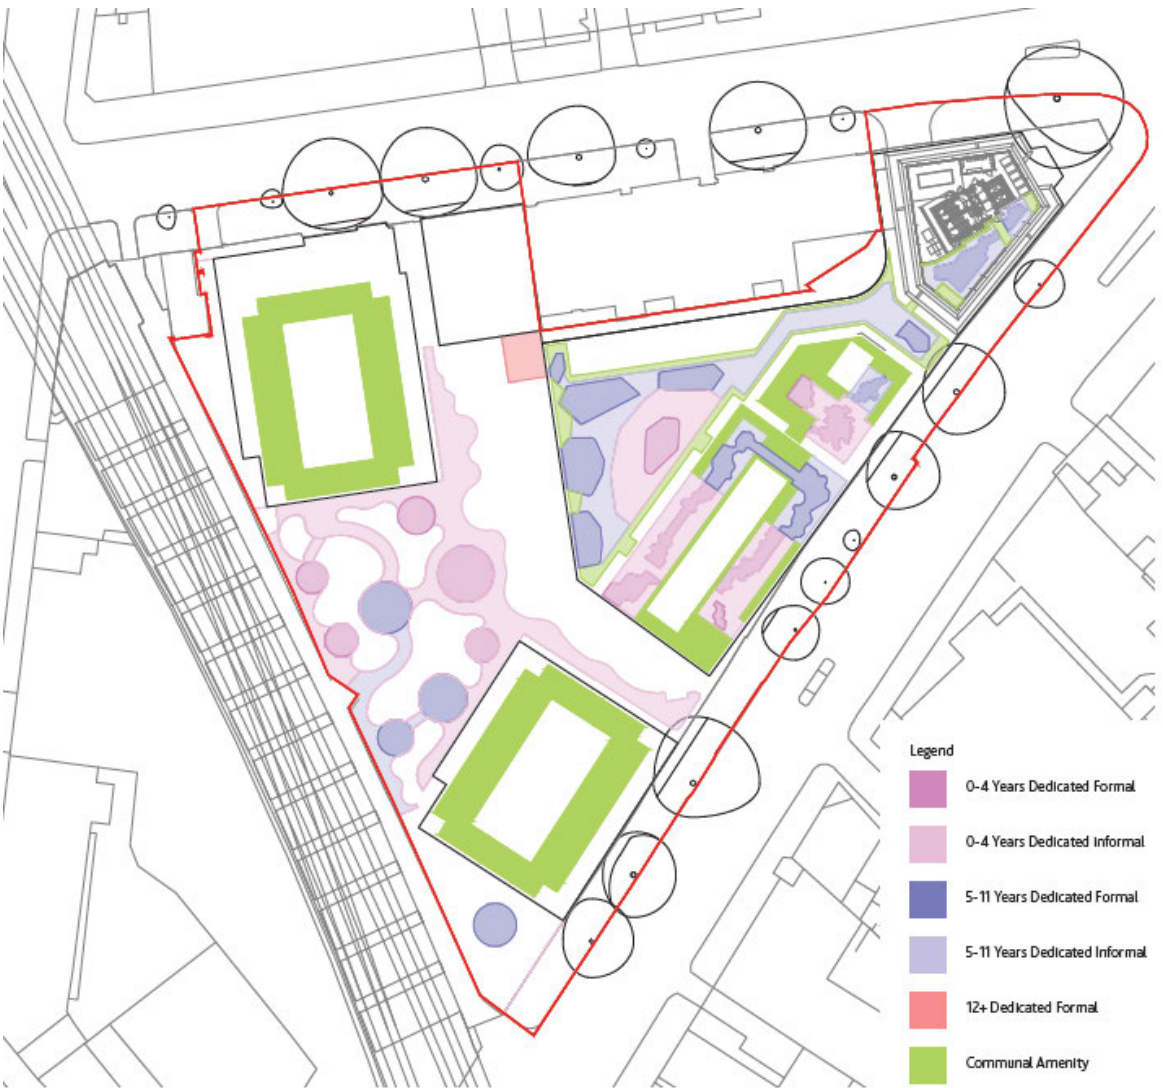 Legend
0-4 Years Dedicated Formal
0-4 Years Dedicated Informal
5-11 Years Dedicated Formal
5-11 Years Dedicated Informal
12+ Dedicated Formal
Communal Amenity